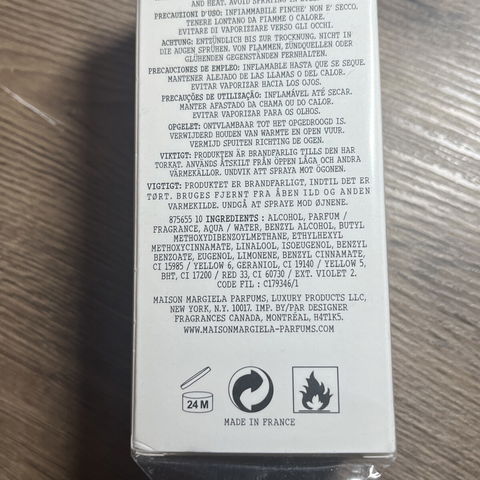 AND HEAT. AVOID SPRAYING IN EYES.
PRECAUZIONI D'USO: INFIAMMABILE FINCHE' NON E' SECCO.
TENERE LONTANO DA FIAMME O CALORE.
EVITARE DI VAPORIZZARE VERSO GLI OCCHI.
ACHTUNG: ENTZÜNDLICH BIS ZUR TROCKNUNG. NICHT IN
DIE AUGEN SPRÜHEN. VON FLAMMEN, ZÜNDQUELLEN ODER
GLÜHENDEN GEGENSTÄNDEN FERNHALTEN.
PRECAUCIONES DE EMPLEO: INFLAMABLE HASTA QUE SE SEQUE.
MANTENER ALEJADO DE LAS LLAMAS O DEL CALOR.
EVITAR VAPORIZAR HACIA LOS OJOS.
PRECAUÇÕES DE UTILIZAÇÃO: INFLAMÁVEL ATÉ SECAR.
MANTER AFASTADO DA CHAMA OU DO CALOR.
EVITAR VAPORIZAR PARA OS OLHOS.
OPGELET: ONTVLAMBAAR TOT HET OPGEDROOGD IS.
VERWIJDERD HOUDEN VAN WARMTE EN OPEN VUUR.
VERMIJD SPUITEN RICHTING DE OGEN.
VIKTIGT: PRODUKTEN ÄR BRANDFARLIG TILLS DEN HAR
TORKAT. ANVÄNDS ÅTSKILT FRÅN ÖPPEN LÅGA OCH ANDRA
VÄRMEKÄLLOR. UNDVIK ATT SPRAYA MOT ÖGONEN.
VIGTIGT: PRODUKTET ER BRANDFARLIGT, INDTIL DET ER
TØRT. BRUGES FJERNT FRA ÅBEN ILD OG ANDEN
VARMEKILDE. UNDGÅ AT SPRAYE MOD ØJNENE.
875655 10 INGREDIENTS : ALCOHOL, PARFUM /
FRAGRANCE, AQUA / WATER, BENZYL ALCOHOL, BUTYL
METHOXYDIBENZOYLMETHANE, ETHYLHEXYL
METHOXYCINNAMATE, LINALOOL, ISOEUGENOL, BENZYL
BENZOATE, EUGENOL, LIMONENE, BENZYL CINNAMATE,
CI 15985 / YELLOW 6, GERANIOL, CI 19140 / YELLOW 5,
BHT, CI 17200 / RED 33, CI 60730 / EXT. VIOLET 2.
CODE FIL : C179346/1
MAISON MARGIELA PARFUMS, LUXURY PRODUCTS LLC,
NEW YORK, N.Y. 10017. IMP. BY/PAR DESIGNER
FRAGRANCES CANADA, MONTRÉAL, H4T1K5.
WWW.MAISONMARGIELA-PARFUMS.COM
24 M
MADE IN FRANCE